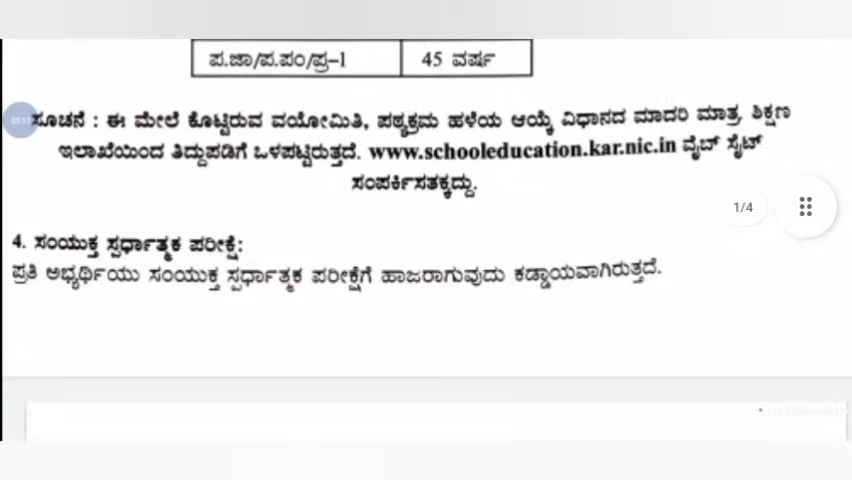 ಪ.ಜಾ/ಪ.ಪಂ/ಪ್ರ–1 45 ವರ್ಷ
ಸೂಚನೆ : ಈ ಮೇಲೆ ಕೊಟ್ಟಿರುವ ವಯೋಮಿತಿ, ಪಠ್ಯಕ್ರಮ ಹಳೆಯ ಆಯ್ಕೆ ವಿಧಾನದ ಮಾದರಿ ಮಾತ್ರ ಶಿಕ್ಷಣ
ಇಲಾಖೆಯಿಂದ ತಿದ್ದುಪಡಿಗೆ ಒಳಪಟ್ಟಿರುತ್ತದೆ. www.schooleducation.kar.nic.in ವೈಬ್ ಸೈಟ್
ಸಂಪರ್ಕಿಸತಕ್ಕದ್ದು.
1/4
4. ಸಂಯುಕ್ತ ಸ್ಪರ್ಧಾತ್ಮಕ ಪರೀಕ್ಷೆ:
ಪ್ರತಿ ಅಭ್ಯರ್ಥಿಯು ಸಂಯುಕ್ತ ಸ್ಪರ್ಧಾತ್ಮಕ ಪರೀಕ್ಷೆಗೆ ಹಾಜರಾಗುವುದು ಕಡ್ಡಾಯವಾಗಿರುತ್ತದೆ.